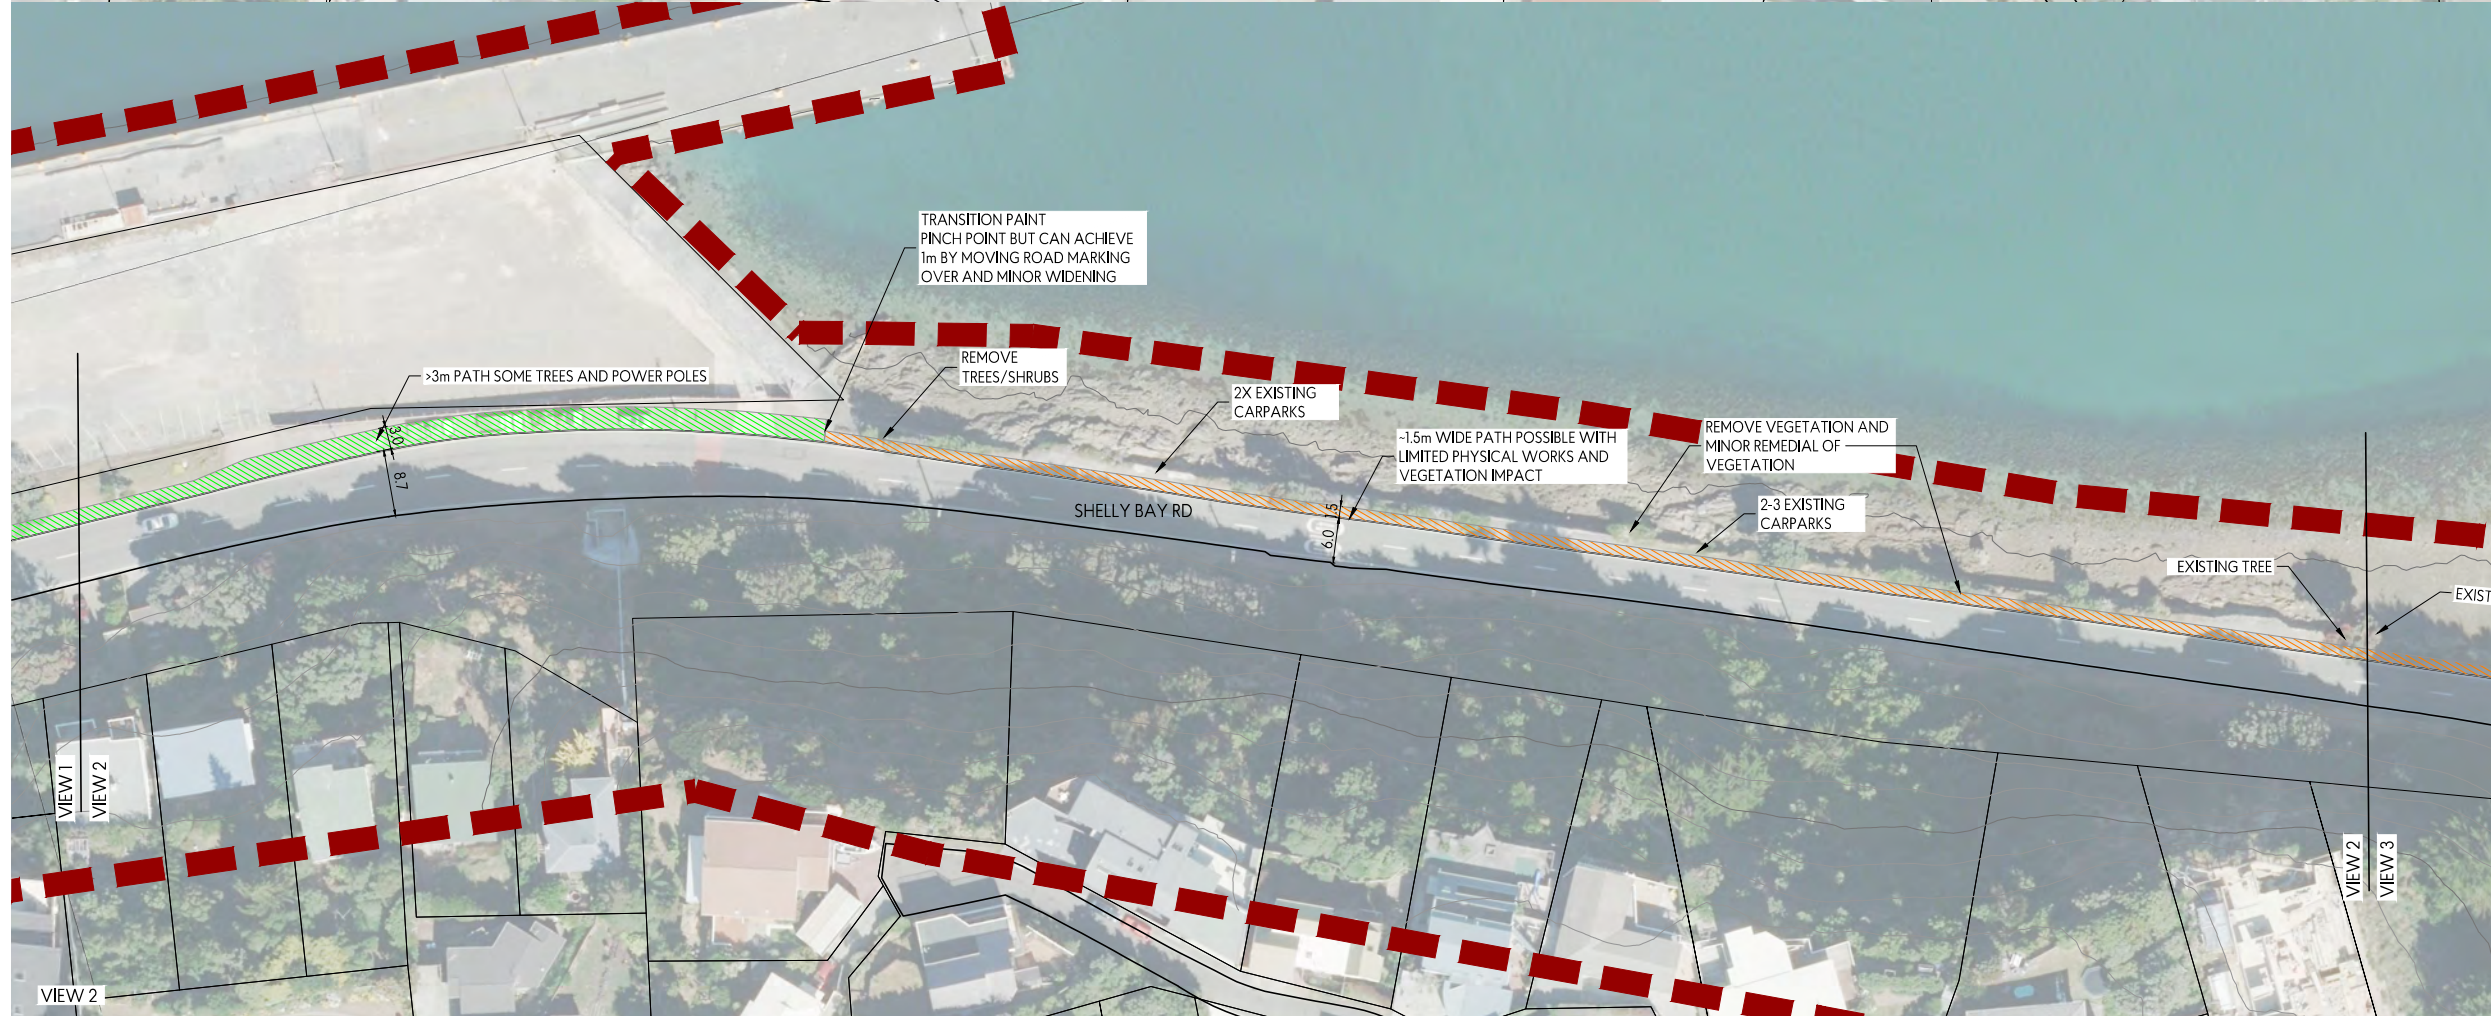 TRANSITION PAINT
PINCH POINT BUT CAN ACHIEVE
1m BY MOVING ROAD MARKING
OVER AND MINOR WIDENING
>3m PATH SOME TREES AND POWER POLES
REMOVE
TREES/SHRUBS
2X EXISTING
CARPARKS
~1.5m WIDE PATH POSSIBLE WITH
LIMITED PHYSICAL WORKS AND
VEGETATION IMPACT
REMOVE VEGETATION AND
MINOR REMEDIAL OF
VEGETATION
2-3 EXISTING
CARPARKS
EXISTING TREE
EXIST
3.0
8.7
SHELLY BAY RD
1.5
6.0
VIEW 1
VIEW 2
VIEW 2
VIEW 3
VIEW 2